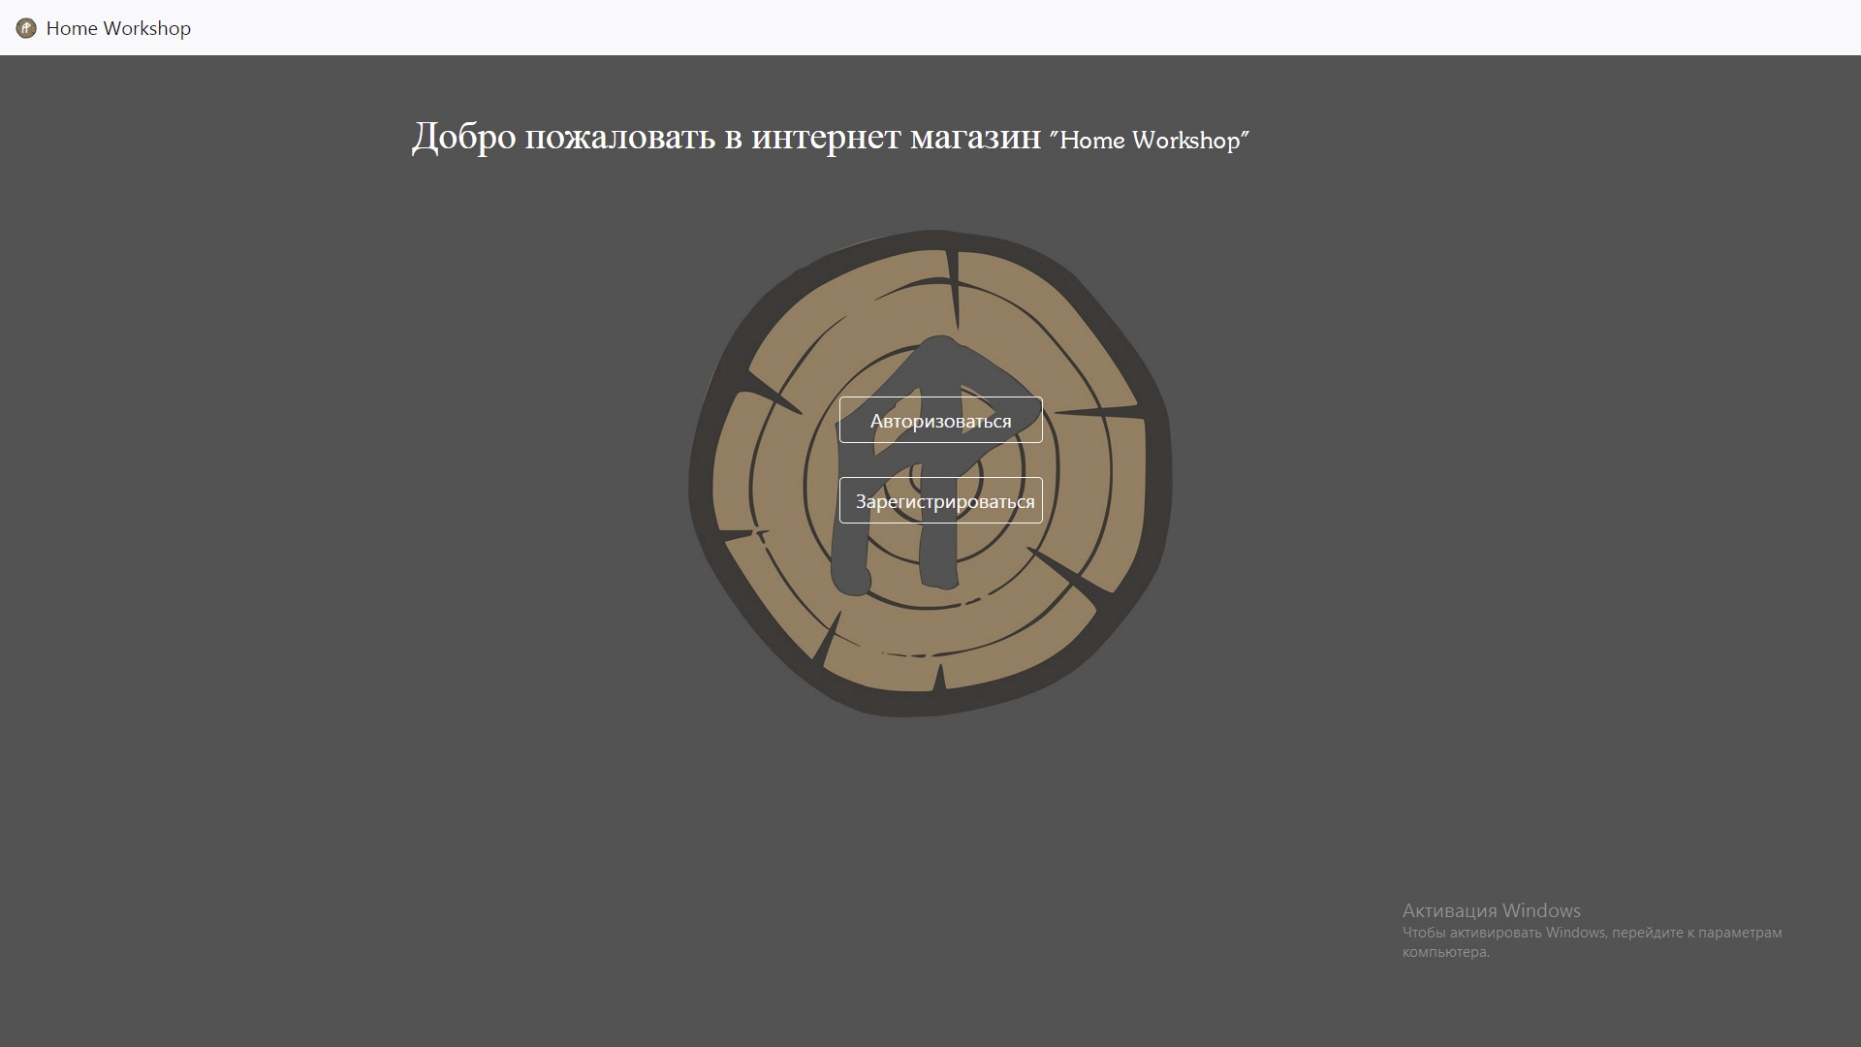 Home Workshop
Добро пожаловать в интернет магазин "Home Workshop"
Авторизоваться
Зарегистрироваться
Активация Windows
Чтобы активировать Windows, перейдите к параметрам
компьютера.